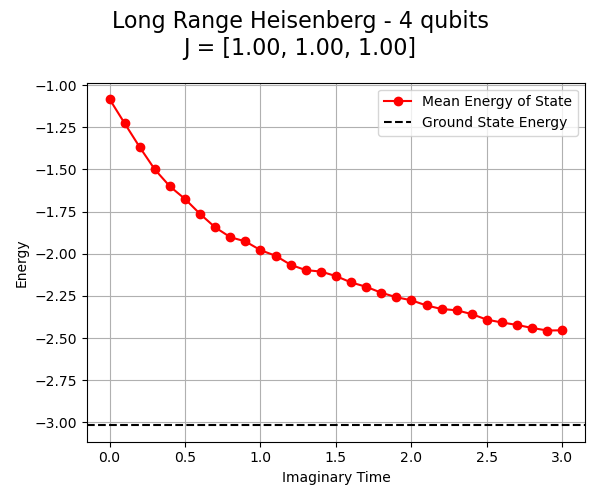 Long Range Heisenberg - 4 qubits
J = [1.00, 1.00, 1.00]
Mean Energy of State
Ground State Energy
−1.00
−1.25
−1.50
−1.75
−2.00
−2.25
−2.50
−2.75
−3.00
Energy
0.0 0.5 1.0 1.5 2.0 2.5 3.0
Imaginary Time